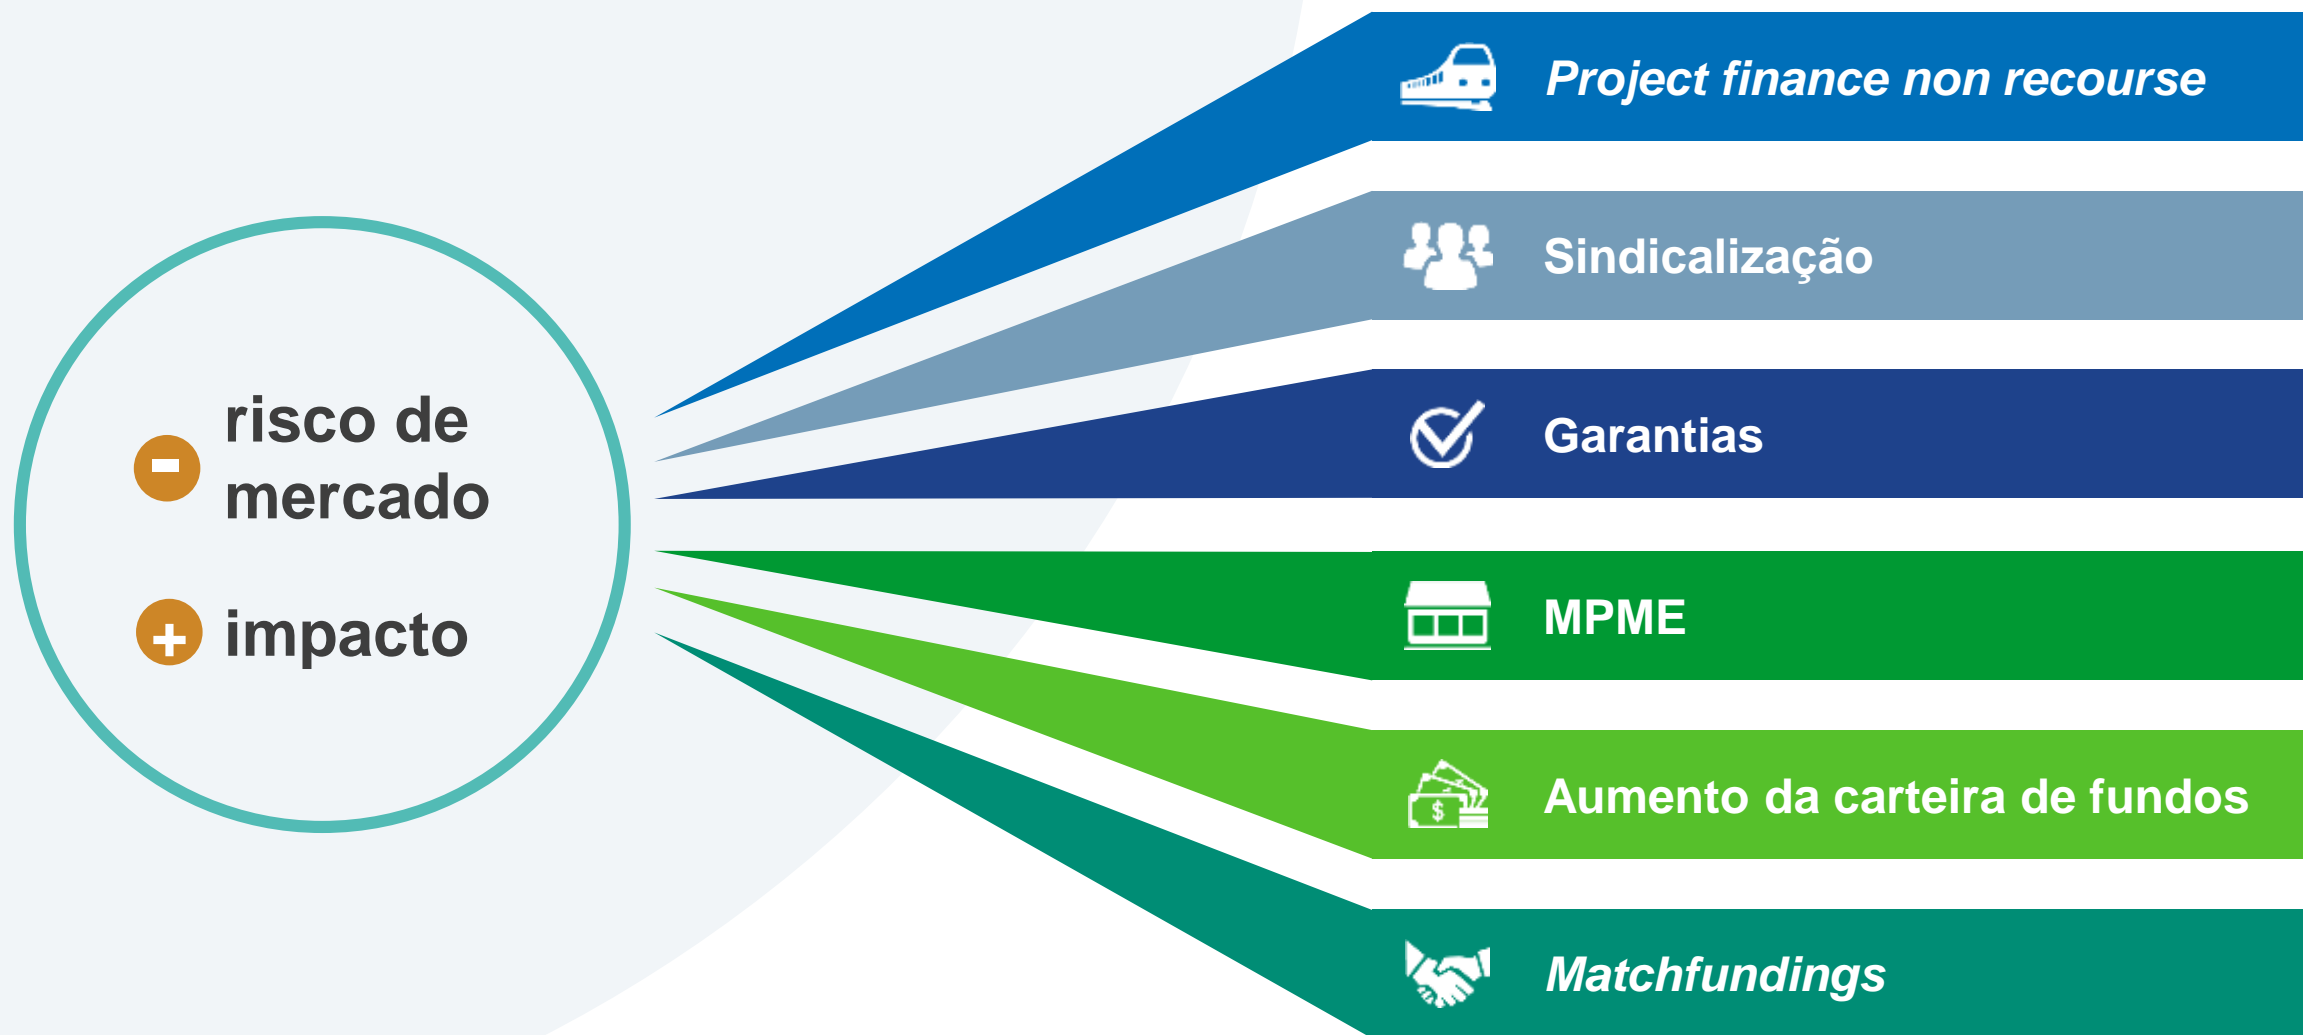 - risco de
mercado
+ impacto
Project finance non recourse
Sindicalização
Garantias
MPME
$
Aumento da carteira de fundos
Matchfundings